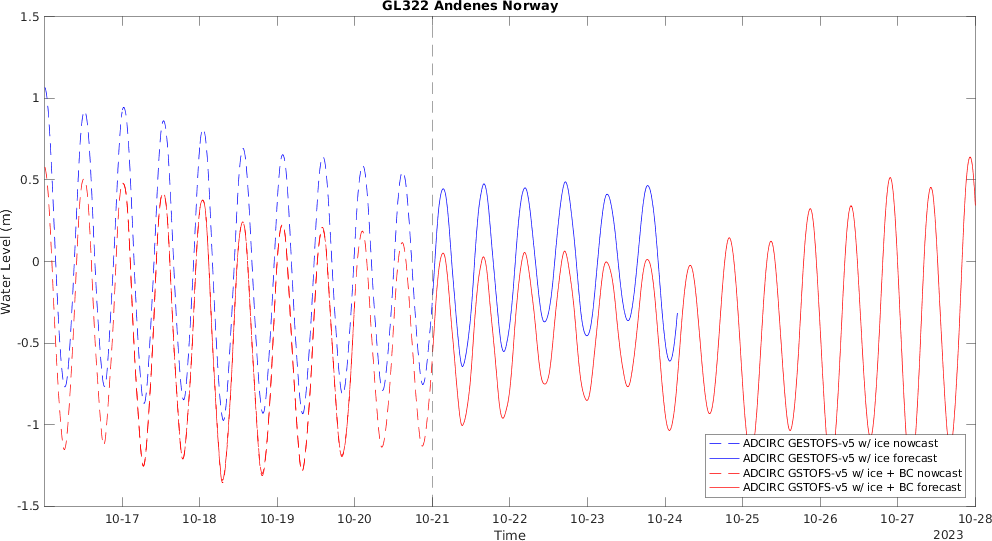 GL322 Andenes Norway
1.5
1
0.5
0
-0.5
-1
-1.5
Water Level (m)
10-17 10-18 10-19 10-20 10-21 10-22 10-23 10-24 10-25 10-26 10-27 10-28
Time
2023
ADCIRC GESTOFS-v5 w/ ice nowcast
ADCIRC GESTOFS-v5 w/ ice forecast
ADCIRC GSTOFS-v5 w/ ice + BC nowcast
ADCIRC GSTOFS-v5 w/ ice + BC forecast